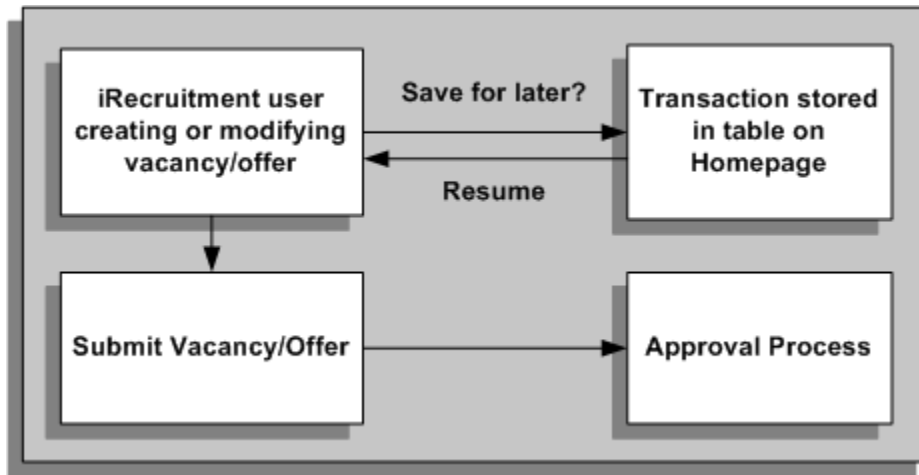 iRecruitment user
creating or modifying
vacancy/offer
Save for later?
Resume
Transaction stored
in table on
Homepage
Submit Vacancy/Offer
Approval Process